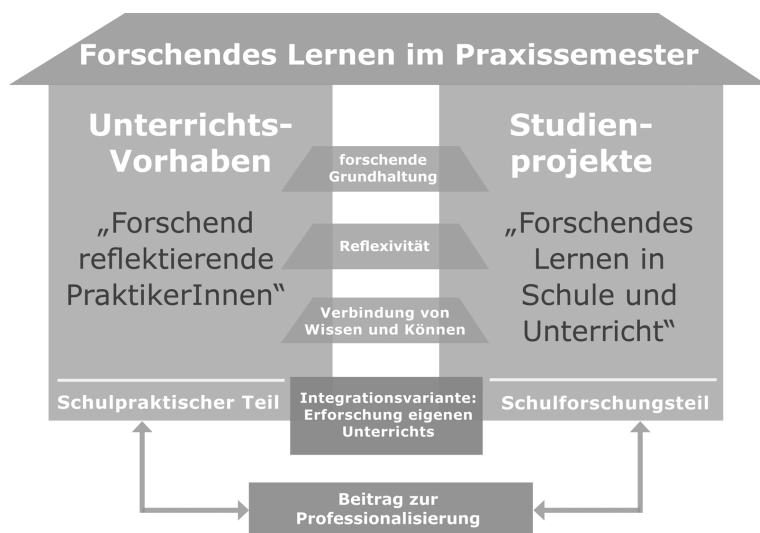 Forschendes Lernen im Praxissemester
Unterrichts-
Vorhaben
„Forschend
reflektierende
PraktikerInnen“
Schulpraktischer Teil
forschende
Grundhaltung
Reflexivität
Verbindung von
Wissen und Können
Integrationsvariante:
Erforschung eigenen
Unterrichts
Studien-
projekte
„Forschendes
Lernen in
Schule und
Unterricht“
Schulforschungsteil
Beitrag zur
Professionalisierung